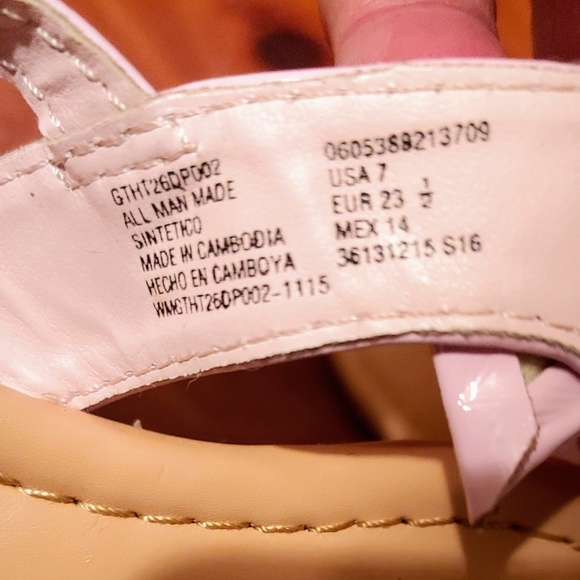 GTHT26DP002
ALL MAN MADE
SINTETICO
MADE IN CAMBODIA
HECHO EN CAMBOYA
WMGTHT26DP002-1115
0605388213709
USA 7
EUR 23 1/2
MEX 14
36131215 S16